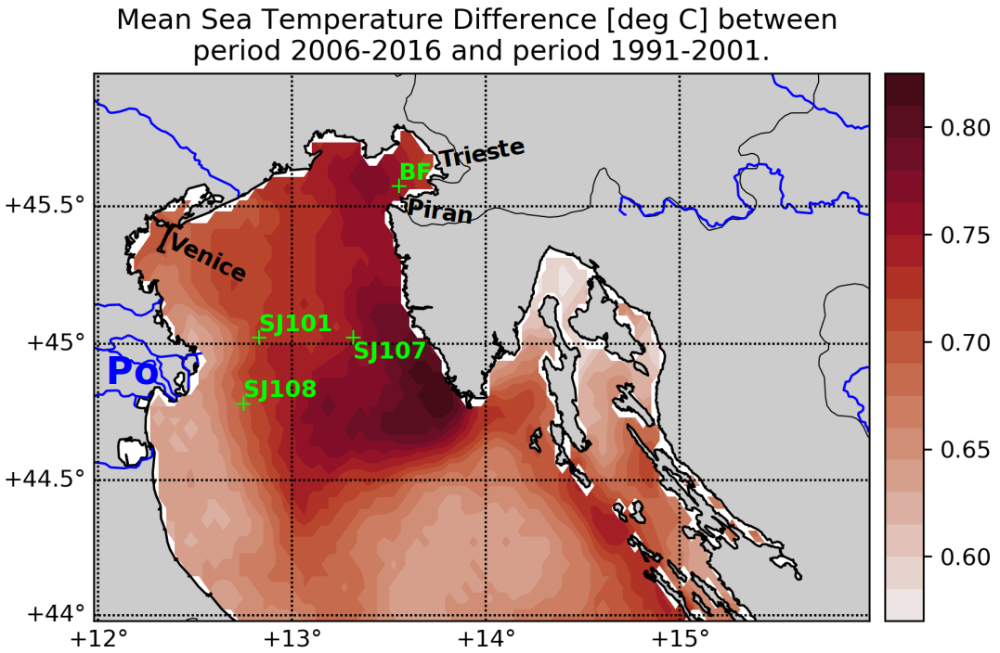 Mean Sea Temperature Difference [deg C] between
period 2006-2016 and period 1991-2001.
Trieste
BF
+45.5°
Piran
Venice
SJ101
+45°
SJ107
Po
SJ108
+44.5°
+44°
+12°
+13°
+14°
+15°
0.80
0.75
0.70
0.65
0.60